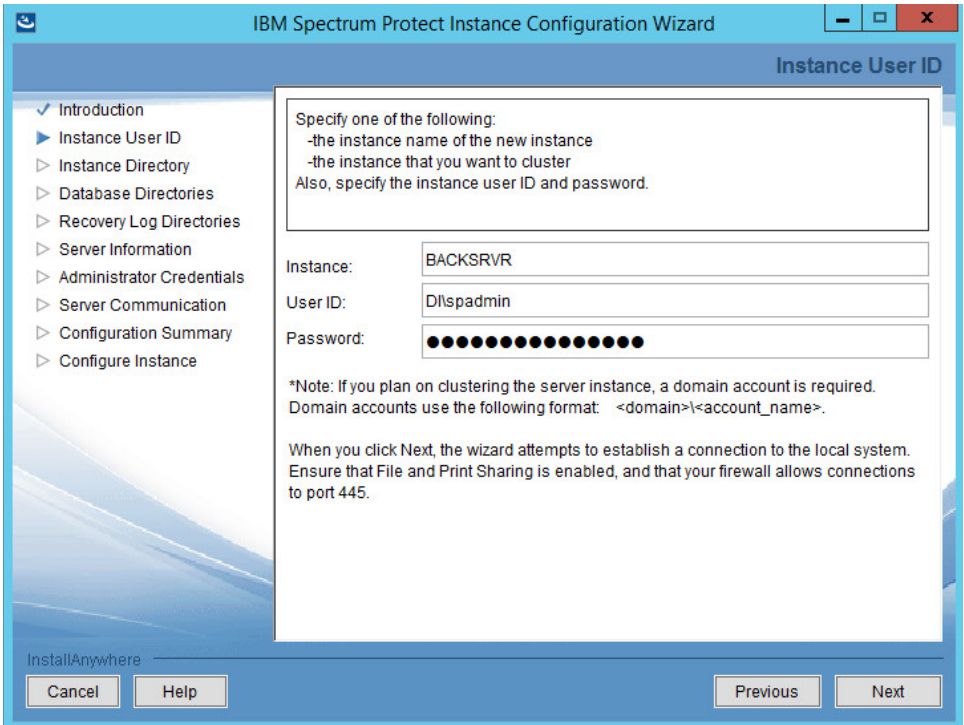 IBM Spectrum Protect Instance Configuration Wizard
Instance User ID
Introduction
Instance User ID
Instance Directory
Database Directories
Recovery Log Directories
Server Information
Administrator Credentials
Server Communication
Configuration Summary
Configure Instance
Specify one of the following:
-the instance name of the new instance
-the instance that you want to cluster
Also, specify the instance user ID and password.
Instance: BACKSRVR
User ID: DI\spadmin
Password: ●●●●●●●●●●●●●●●
*Note: If you plan on clustering the server instance, a domain account is required.
Domain accounts use the following format: <domain>\<account_name>.
When you click Next, the wizard attempts to establish a connection to the local system.
Ensure that File and Print Sharing is enabled, and that your firewall allows connections
to port 445.
InstallAnywhere
Cancel Help Previous Next